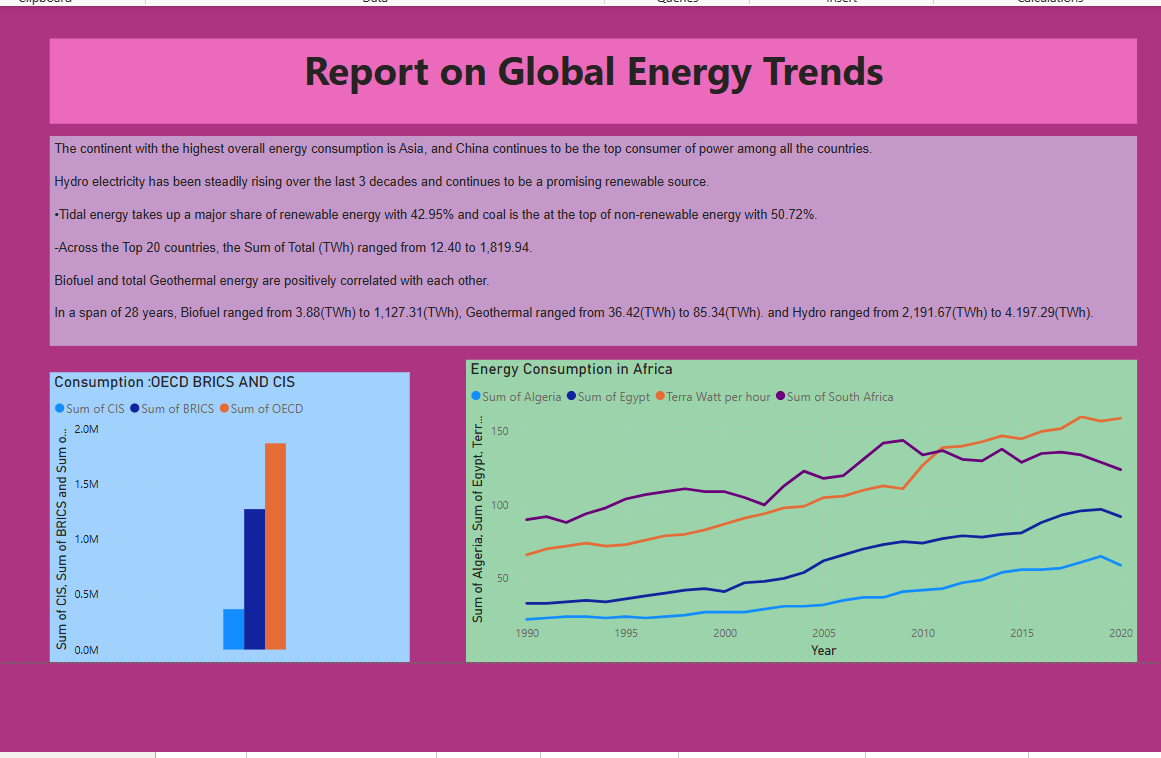 Clipboard Data Queries Insert Calculations
Report on Global Energy Trends
The continent with the highest overall energy consumption is Asia, and China continues to be the top consumer of power among all the countries.
Hydro electricity has been steadily rising over the last 3 decades and continues to be a promising renewable source.
•Tidal energy takes up a major share of renewable energy with 42.95% and coal is the at the top of non-renewable energy with 50.72%.
-Across the Top 20 countries, the Sum of Total (TWh) ranged from 12.40 to 1,819.94.
Biofuel and total Geothermal energy are positively correlated with each other.
In a span of 28 years, Biofuel ranged from 3.88(TWh) to 1,127.31(TWh), Geothermal ranged from 36.42(TWh) to 85.34(TWh). and Hydro ranged from 2,191.67(TWh) to 4.197.29(TWh).
Consumption :OECD BRICS AND CIS
Sum of CIS Sum of BRICS Sum of OECD
Sum of CIS, Sum of BRICS and Sum o...
2.0M
1.5M
1.0M
0.5M
0.0M
Energy Consumption in Africa
Sum of Algeria Sum of Egypt Terra Watt per hour Sum of South Africa
Sum of Algeria, Sum of Egypt, Terr...
150
100
50
1990 1995 2000 2005 2010 2015 2020
Year